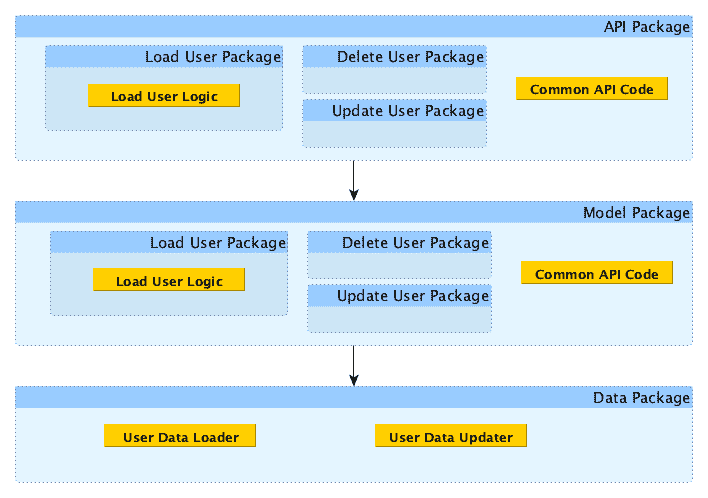 API Package
Load User Package
Load User Logic
Delete User Package
Update User Package
Common API Code
Model Package
Load User Package
Load User Logic
Delete User Package
Update User Package
Common API Code
Data Package
User Data Loader
User Data Updater